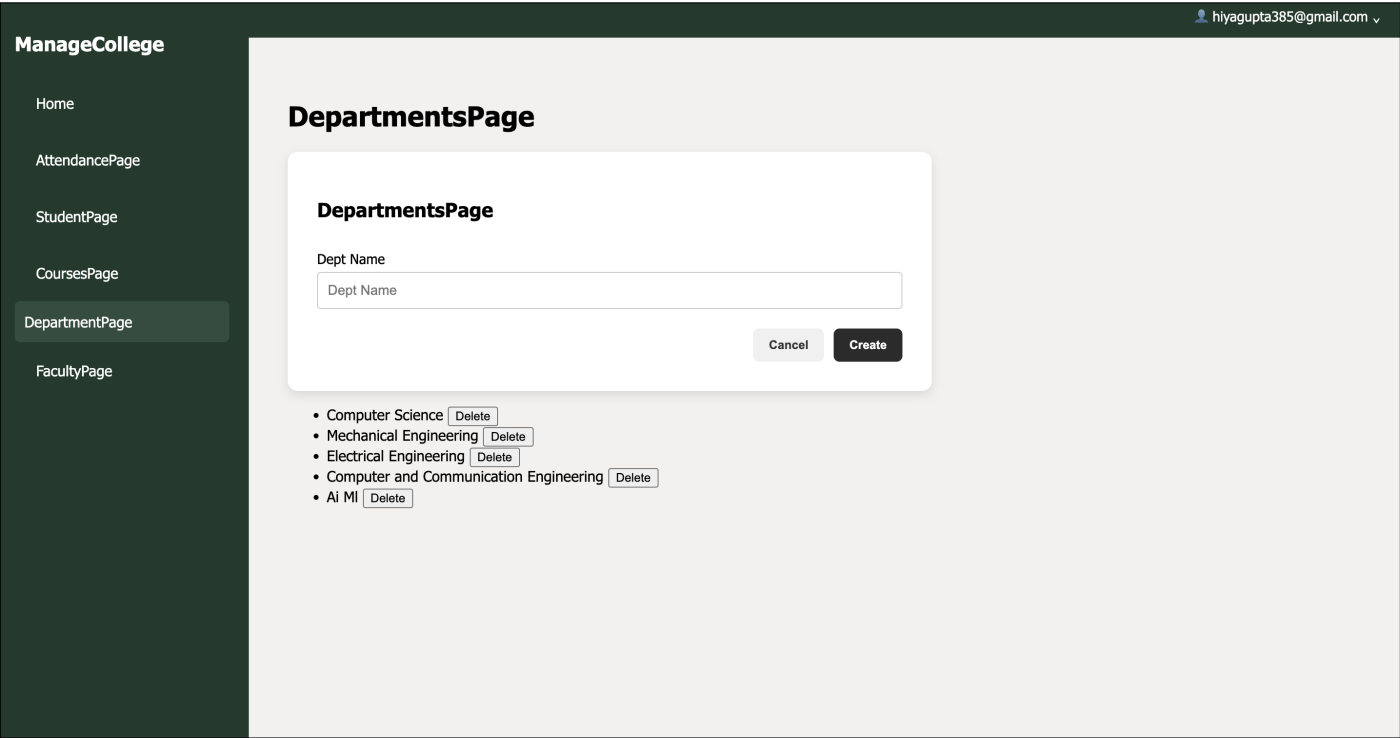 hiyagupta385@gmail.com
ManageCollege
Home
AttendancePage
StudentPage
CoursesPage
DepartmentPage
FacultyPage
DepartmentsPage
DepartmentsPage
Dept Name
Dept Name
Cancel Create
• Computer Science Delete
• Mechanical Engineering Delete
• Electrical Engineering Delete
• Computer and Communication Engineering Delete
• Ai Ml Delete